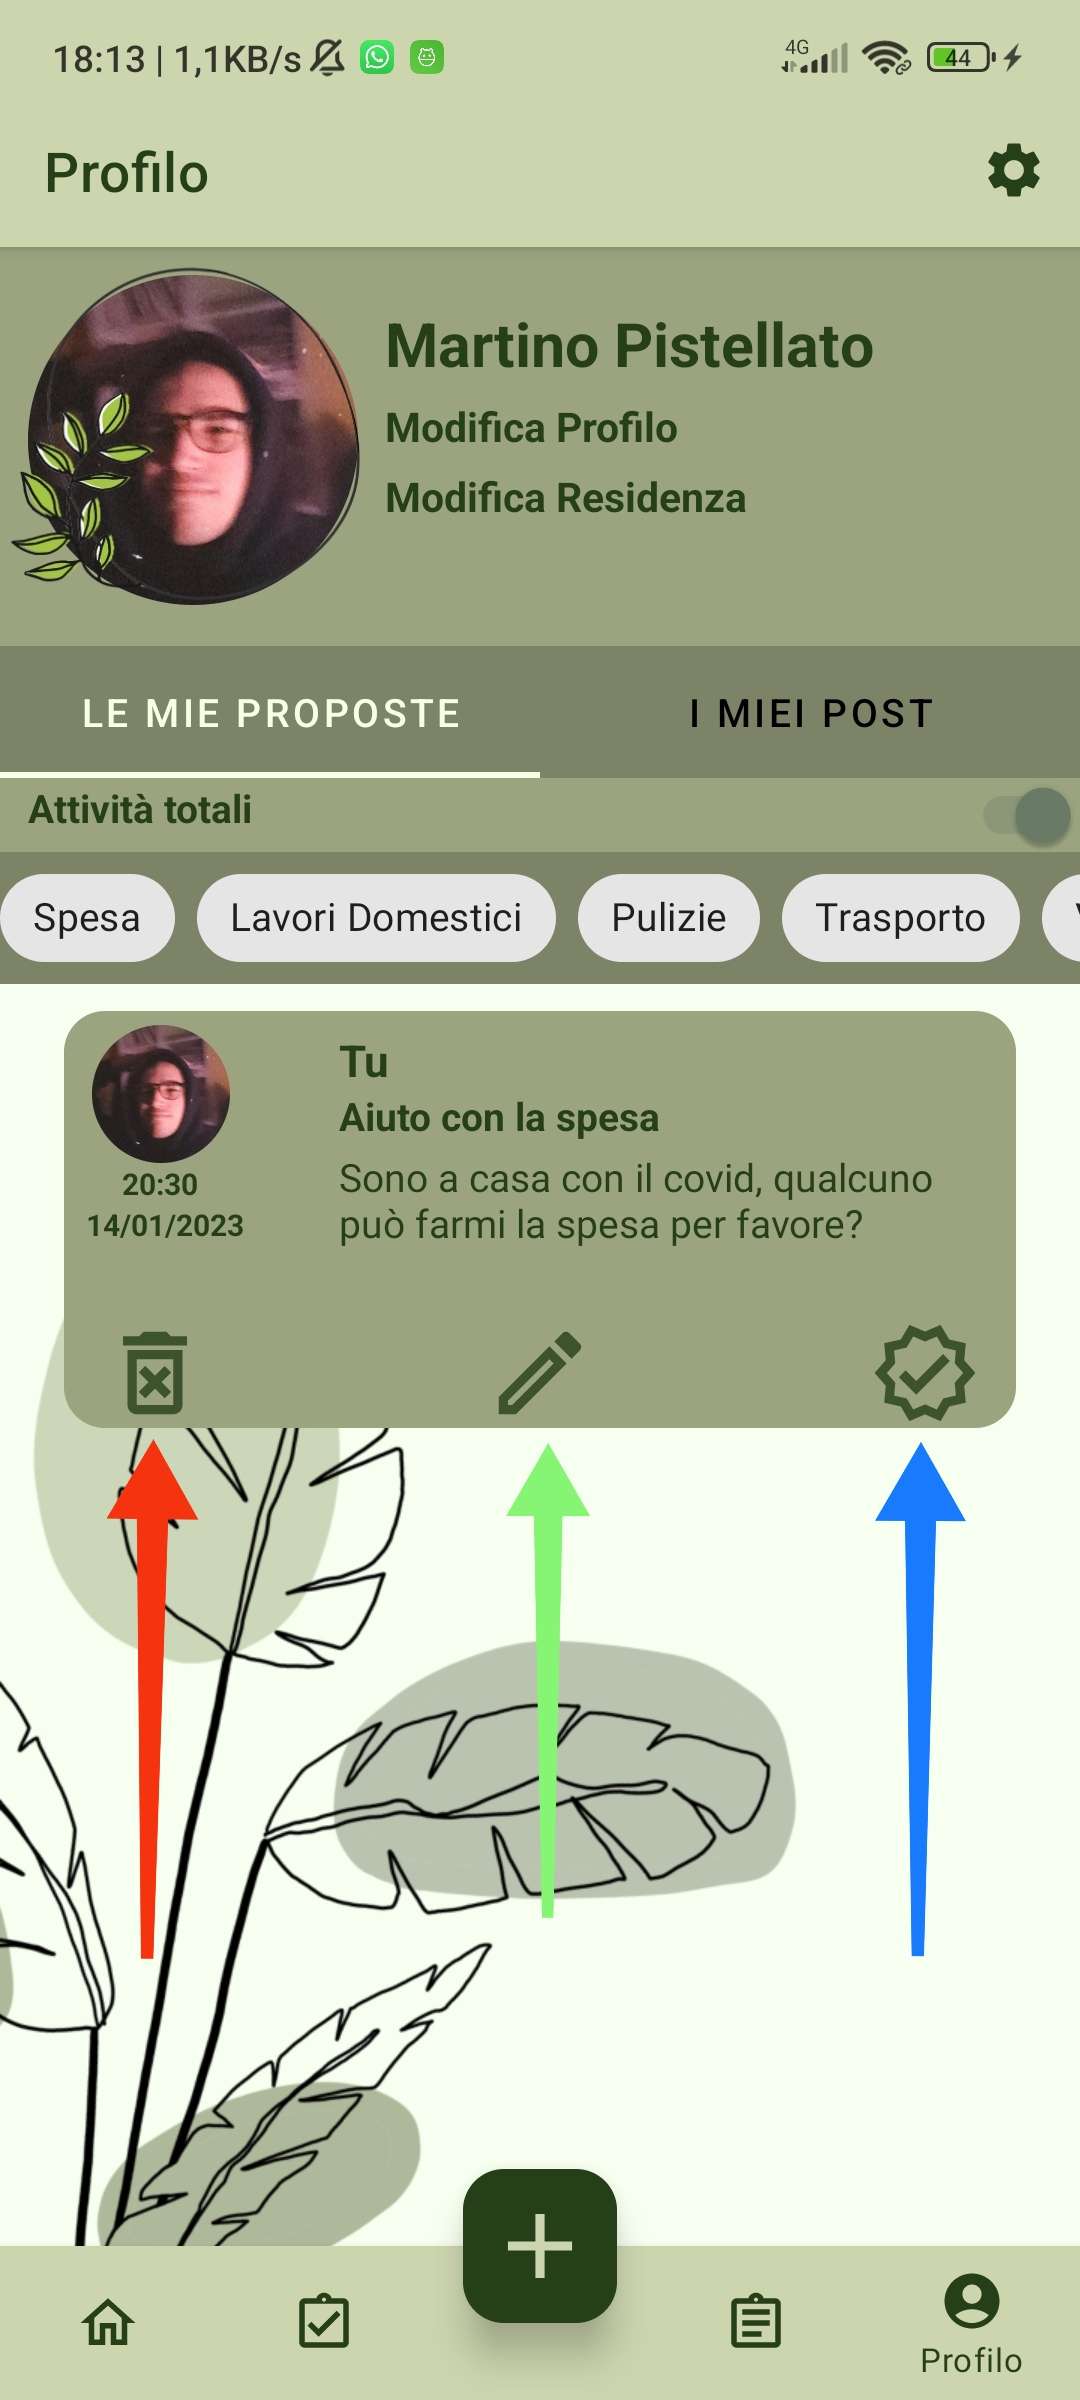 18:13 | 1,1KB/s 4G 44
Profilo
Martino Pistellato
Modifica Profilo
Modifica Residenza
LE MIE PROPOSTE I MIEI POST
Attività totali
Spesa Lavori Domestici Pulizie Trasporto
Tu
Aiuto con la spesa
Sono a casa con il covid, qualcuno
può farmi la spesa per favore?
20:30
14/01/2023
Profilo